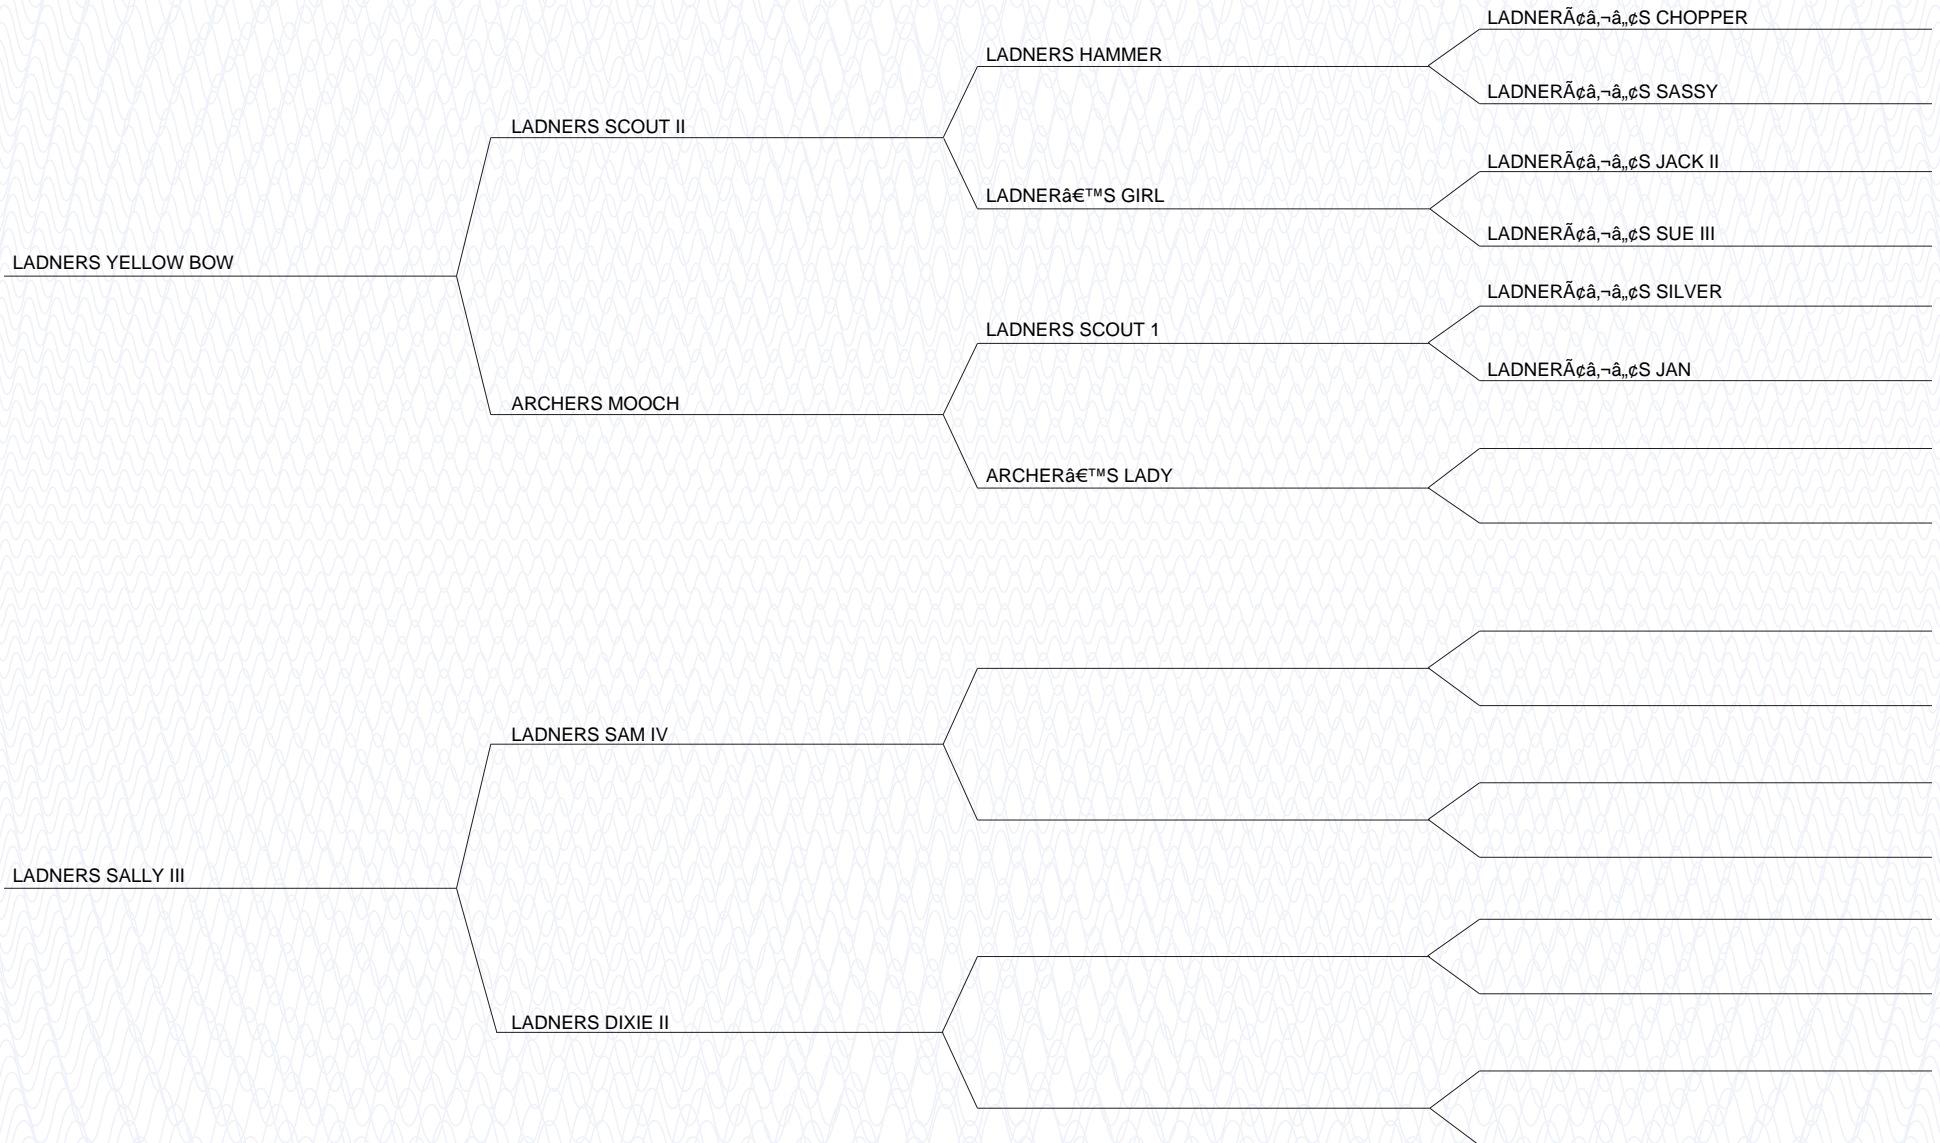 LADNERÃ¢â‚¬â„¢S CHOPPER
LADNERS HAMMER
LADNERÃ¢â‚¬â„¢S SASSY
LADNERS SCOUT II
LADNERÃ¢â‚¬â„¢S JACK II
LADNERâ€™S GIRL
LADNERÃ¢â‚¬â„¢S SUE III
LADNERS YELLOW BOW
LADNERÃ¢â‚¬â„¢S SILVER
LADNERS SCOUT 1
LADNERÃ¢â‚¬â„¢S JAN
ARCHERS MOOCH
ARCHERâ€™S LADY
LADNERS SAM IV
LADNERS SALLY III
LADNERS DIXIE II